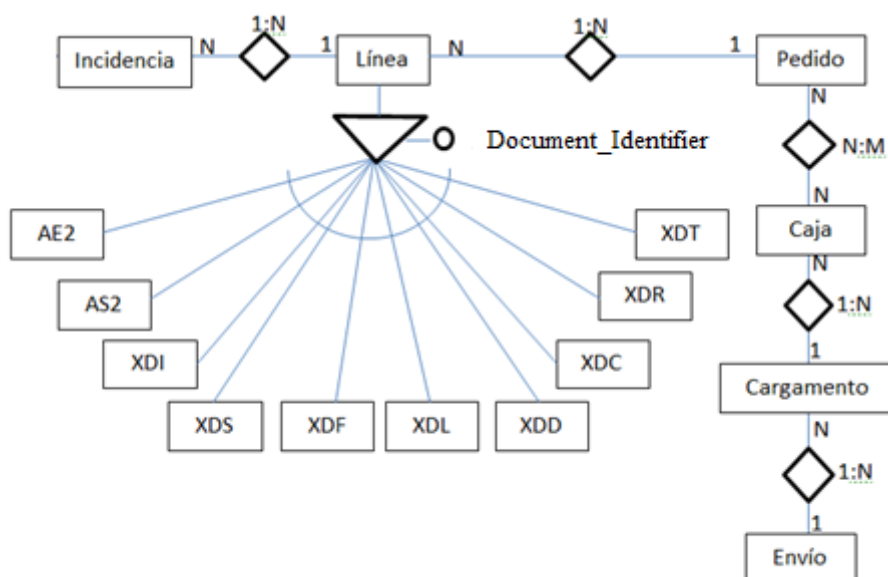 1:N
1:N
Incidencia
N
1
Línea
N
1
Pedido
N
Document_Identifier
N:M
N
AE2
XDT
Caja
N
AS2
XDR
1:N
XDI
XDC
1
Cargamento
XDS
XDF
XDL
XDD
N
1:N
1
Envío